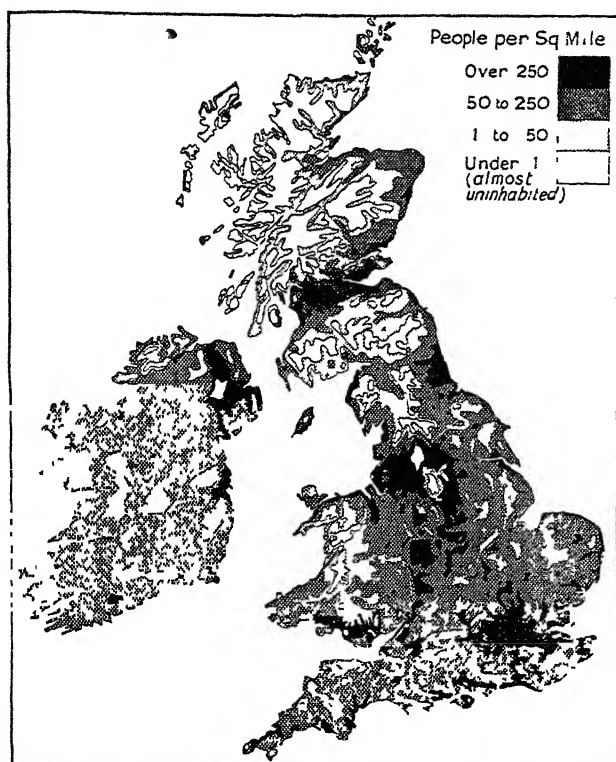 People per Sq Mile
Over 250
50 to 250
1 to 50
Under 1
(almost
uninhabited)